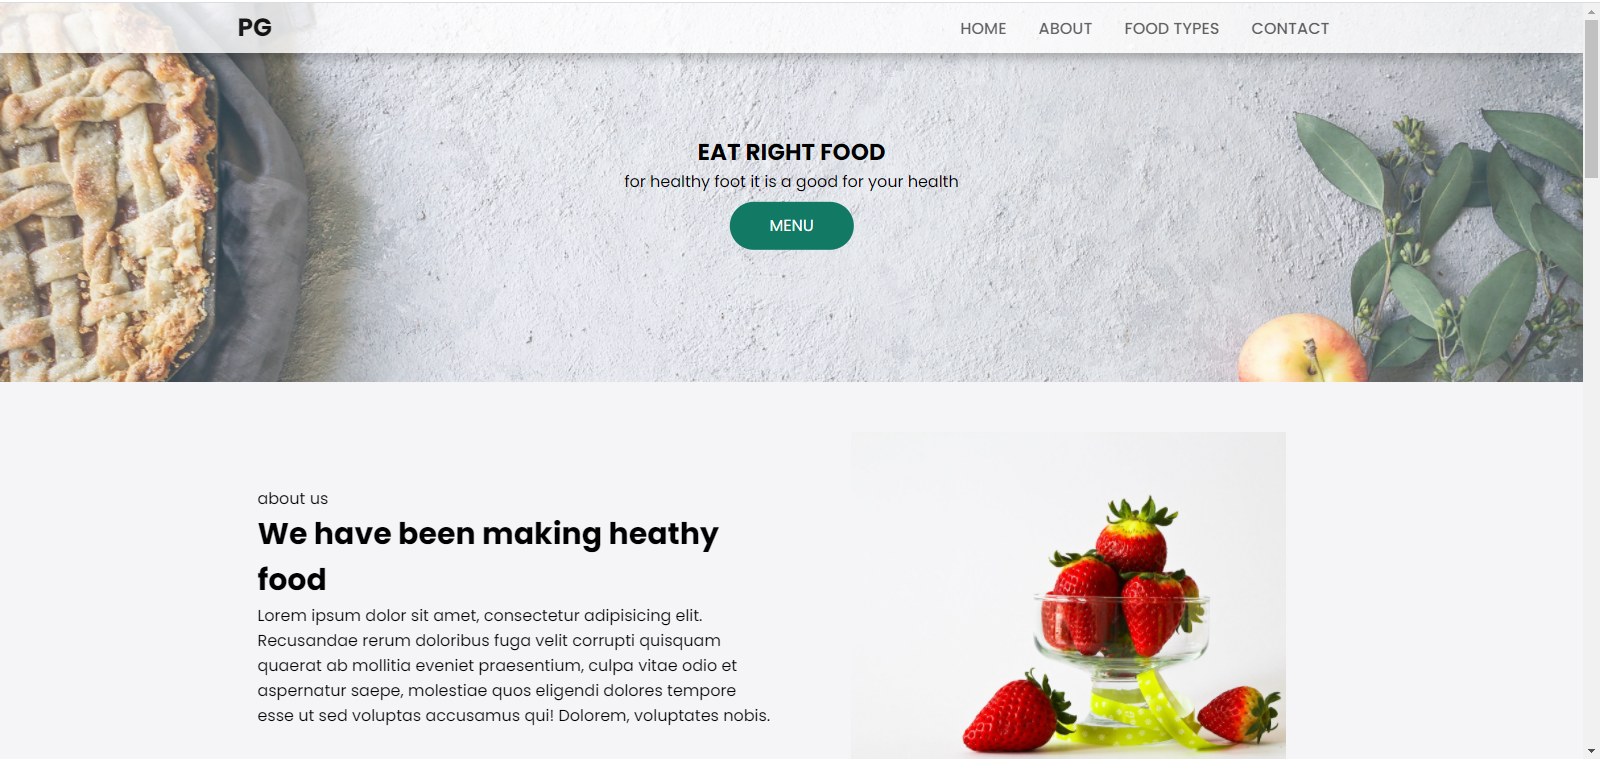 PG
HOME ABOUT FOOD TYPES CONTACT
EAT RIGHT FOOD
for healthy foot it is a good for your health
MENU
about us
We have been making heathy
food
Lorem ipsum dolor sit amet, consectetur adipisicing elit.
Recusandae rerum doloribus fuga velit corrupti quisquam
quaerat ab mollitia eveniet praesentium, culpa vitae odio et
aspernatur saepe, molestiae quos eligendi dolores tempore
esse ut sed voluptas accusamus qui! Dolorem, voluptates nobis.